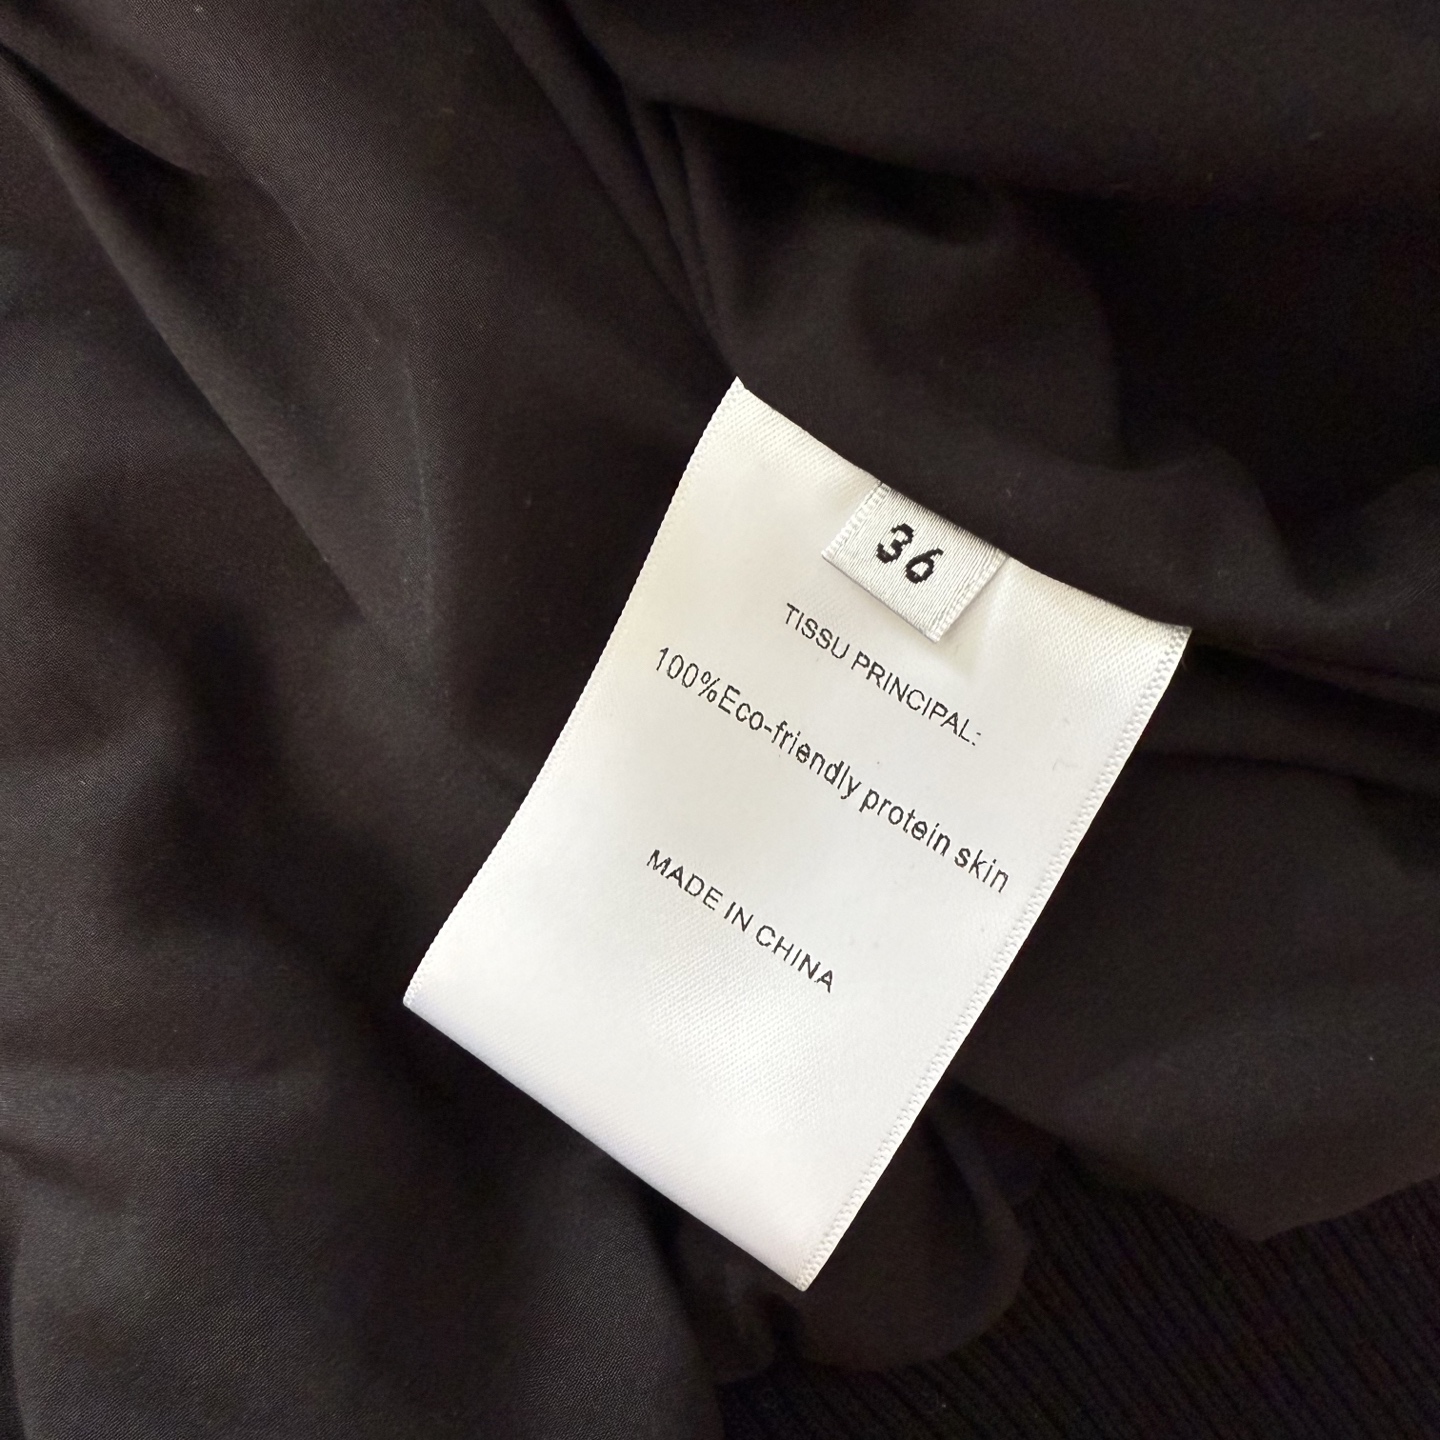 36
TISSU PRINCIPAL:
100%Eco-friendly protein skin
MADE IN CHINA